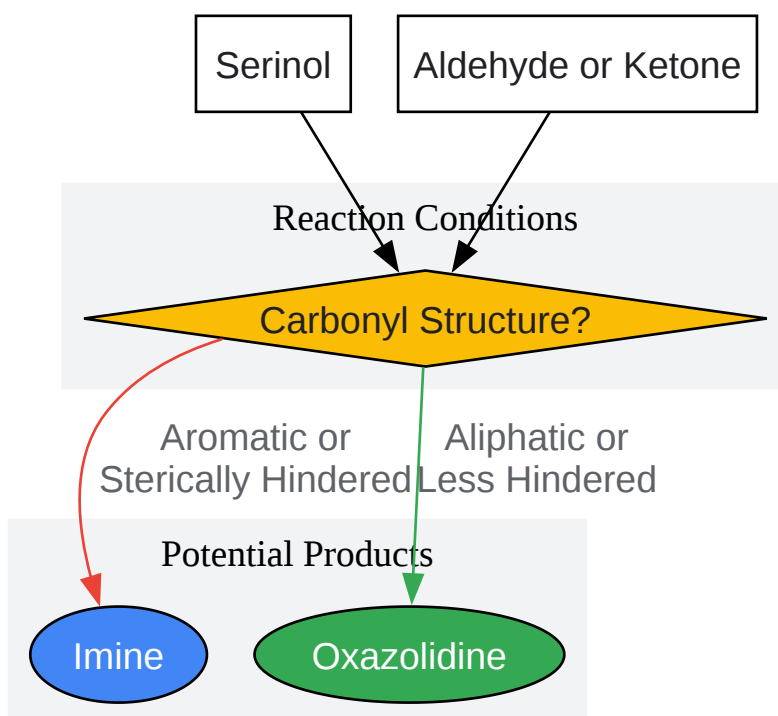 Serinol
Aldehyde or Ketone
Reaction Conditions
Carbonyl Structure?
Aromatic or
Sterically Hindered
Aliphatic or
Less Hindered
Potential Products
Imine
Oxazolidine